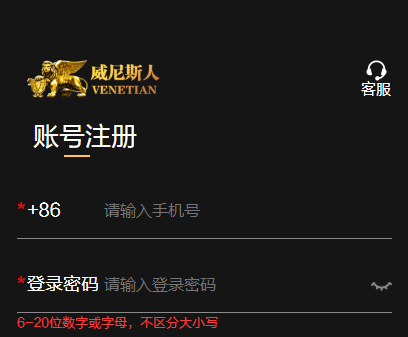 威尼斯人
VENETIAN
客服
账号注册
*+86 请输入手机号
*登录密码 请输入登录密码
6-20位数字或字母，不区分大小写